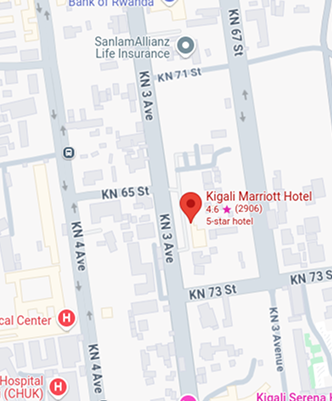 Bank of Rwanda
KN 67 St
SanlamAllianz
Life Insurance
KN 71 St
KN 3 Ave
KN 65 St
Kigali Marriott Hotel
4.6 ★ (2906)
5-star hotel
KN 4 Ave
KN 3 Ave
KN 73 St
KN 73 S
cal Center
H
KN 3 Avenue
KN 4 Ave
Hospital
(CHUK)
H
Kigali Serena H